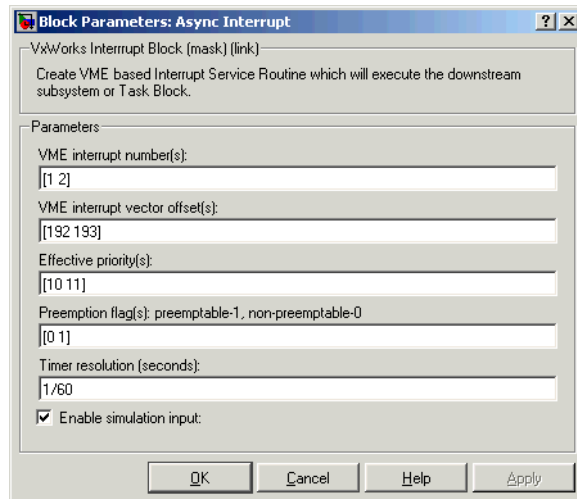 Block Parameters: Async Interrupt
VxWorks Interrrupt Block (mask) (link)
Create VME based Interrupt Service Routine which will execute the downstream
subsystem or Task Block.
Parameters
VME interrupt number(s):
[1 2]
VME interrupt vector offset(s):
[192 193]
Effective priority(s):
[10 11]
Preemption flag(s): preemptable-1, non-preemptable-0
[0 1]
Timer resolution (seconds):
1/60
Enable simulation input:
OK Cancel Help Apply